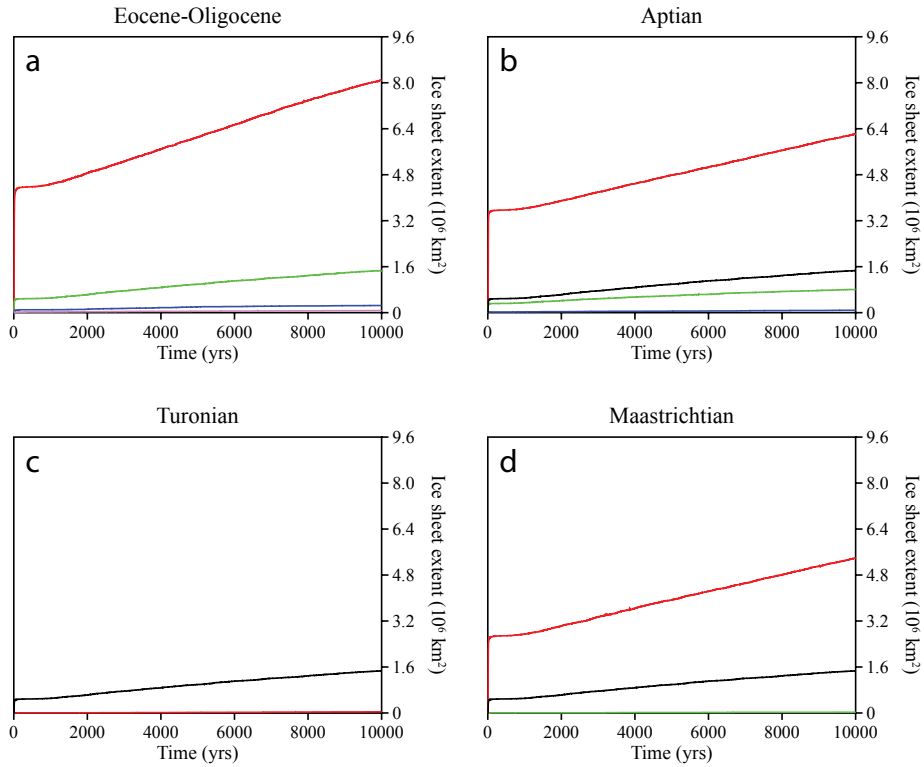 Eocene-Oligocene
a
9.6
8.0
6.4
4.8
3.2
1.6
0
Ice sheet extent (10⁶ km²)
0 2000 4000 6000 8000 10000
Time (yrs)
Aptian
b
9.6
8.0
6.4
4.8
3.2
1.6
0
Ice sheet extent (10⁶ km²)
0 2000 4000 6000 8000 10000
Time (yrs)
Turonian
c
9.6
8.0
6.4
4.8
3.2
1.6
0
Ice sheet extent (10⁶ km²)
0 2000 4000 6000 8000 10000
Time (yrs)
Maastrichtian
d
9.6
8.0
6.4
4.8
3.2
1.6
0
Ice sheet extent (10⁶ km²)
0 2000 4000 6000 8000 10000
Time (yrs)